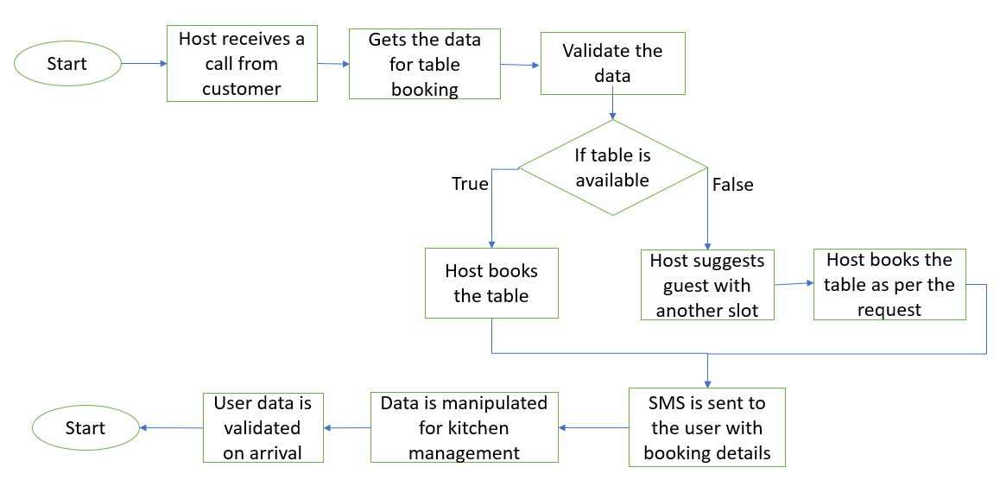 Start
Host receives a
call from
customer
Gets the data
for table
booking
Validate the
data
If table is
available
True
False
Host books
the table
Host suggests
guest with
another slot
Host books the
table as per the
request
SMS is sent to
the user with
booking details
Data is manipulated
for kitchen
management
User data is
validated
on arrival
Start